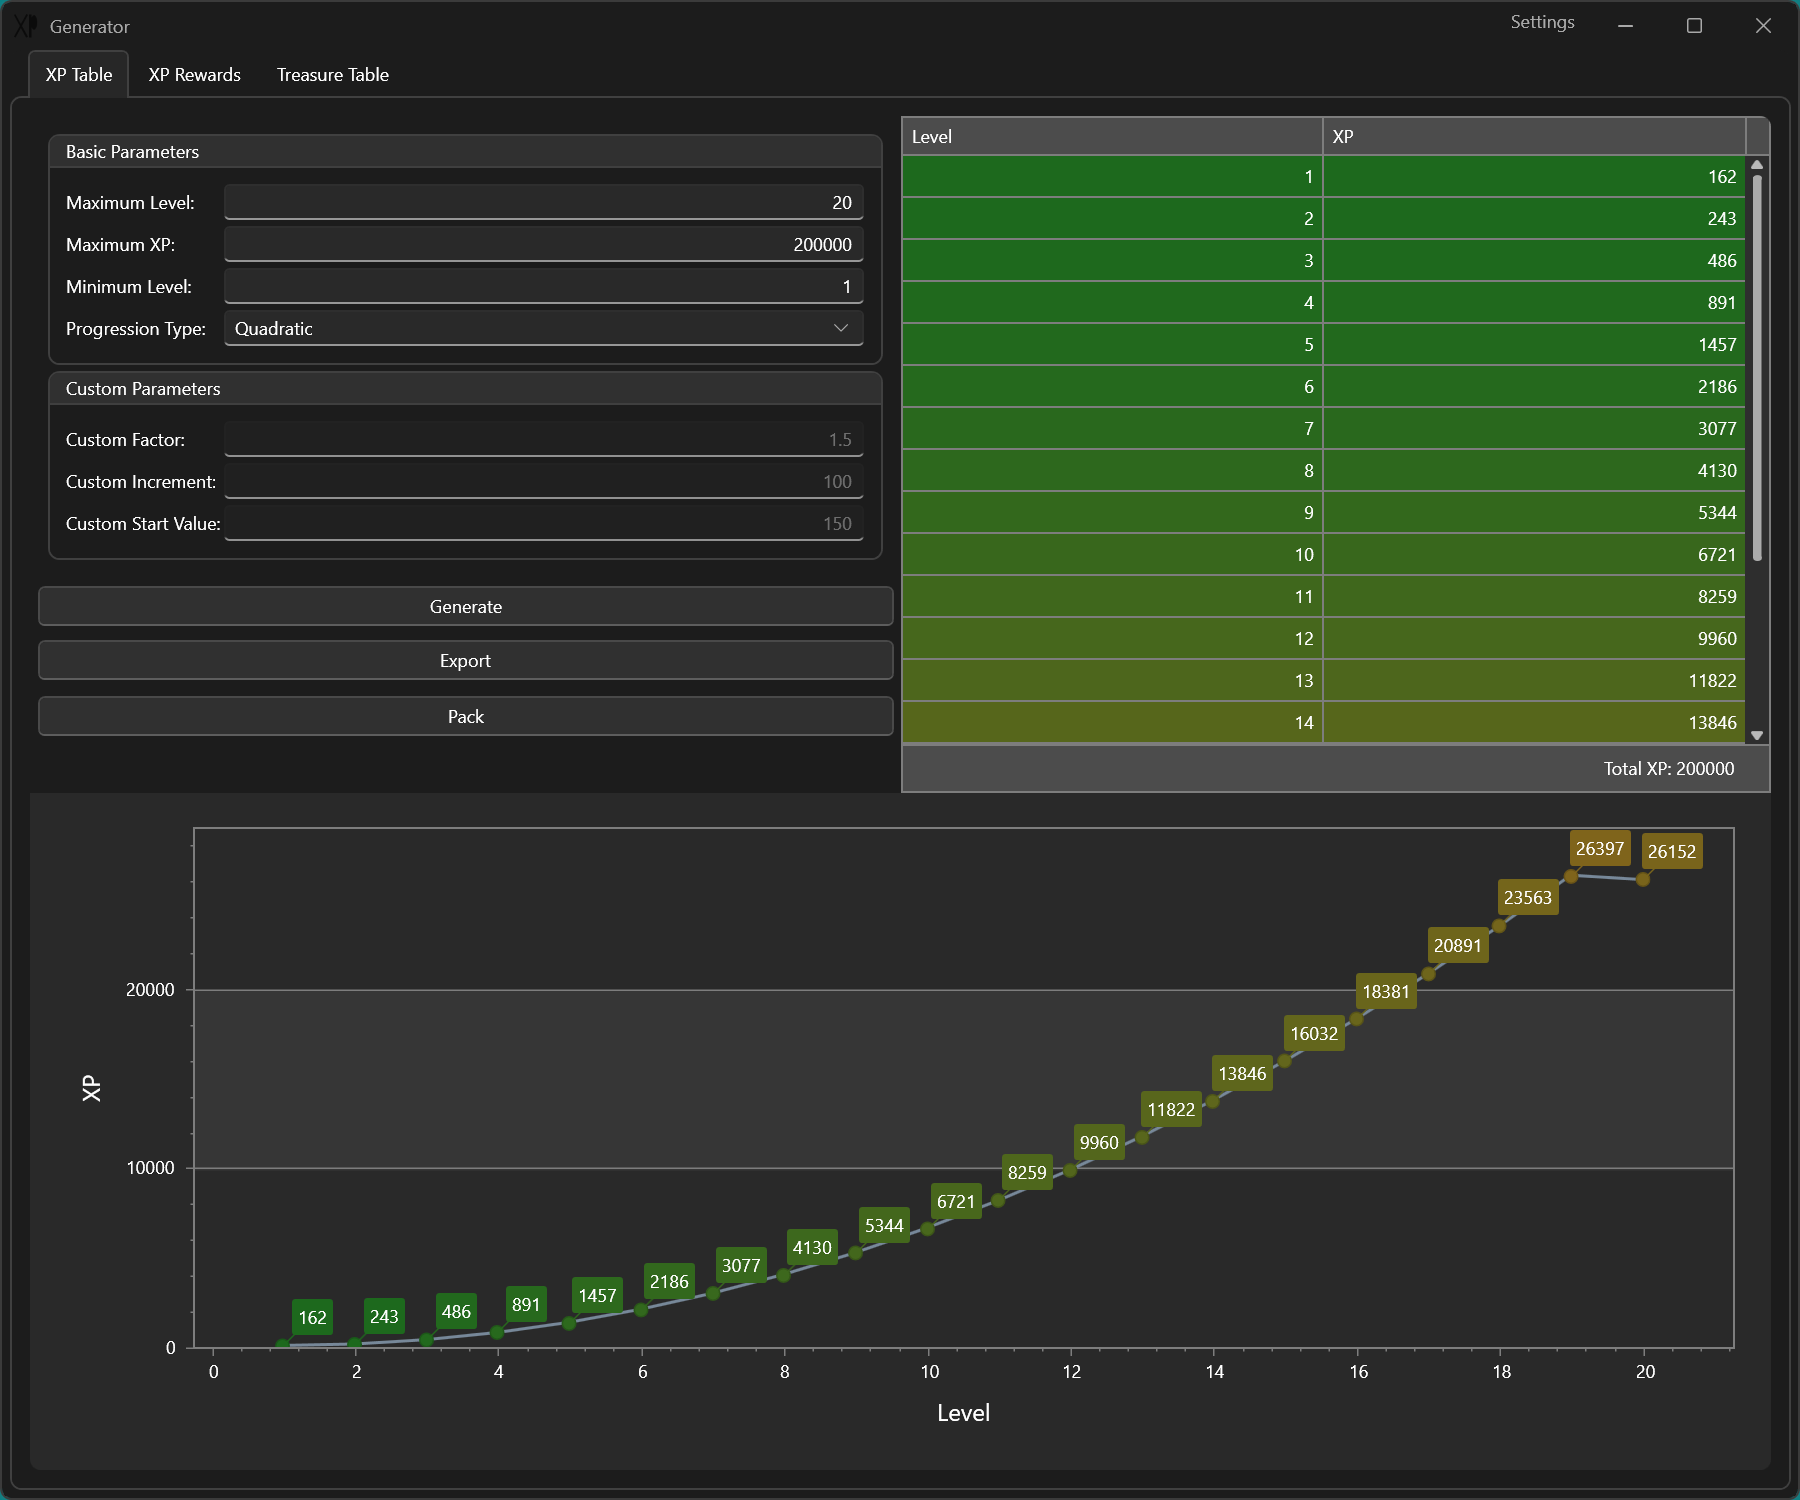 XP Generator
Settings
XP Table
XP Rewards
Treasure Table
Basic Parameters
Maximum Level: 20
Maximum XP: 200000
Minimum Level: 1
Progression Type: Quadratic
Custom Parameters
Custom Factor: 1.5
Custom Increment: 100
Custom Start Value: 150
Generate
Export
Pack
Level XP
1 162
2 243
3 486
4 891
5 1457
6 2186
7 3077
8 4130
9 5344
10 6721
11 8259
12 9960
13 11822
14 13846
Total XP: 200000
XP
20000
10000
0
162
243
486
891
1457
2186
3077
4130
5344
6721
8259
9960
11822
13846
16032
18381
20891
23563
26397
26152
0 2 4 6 8 10 12 14 16 18 20
Level